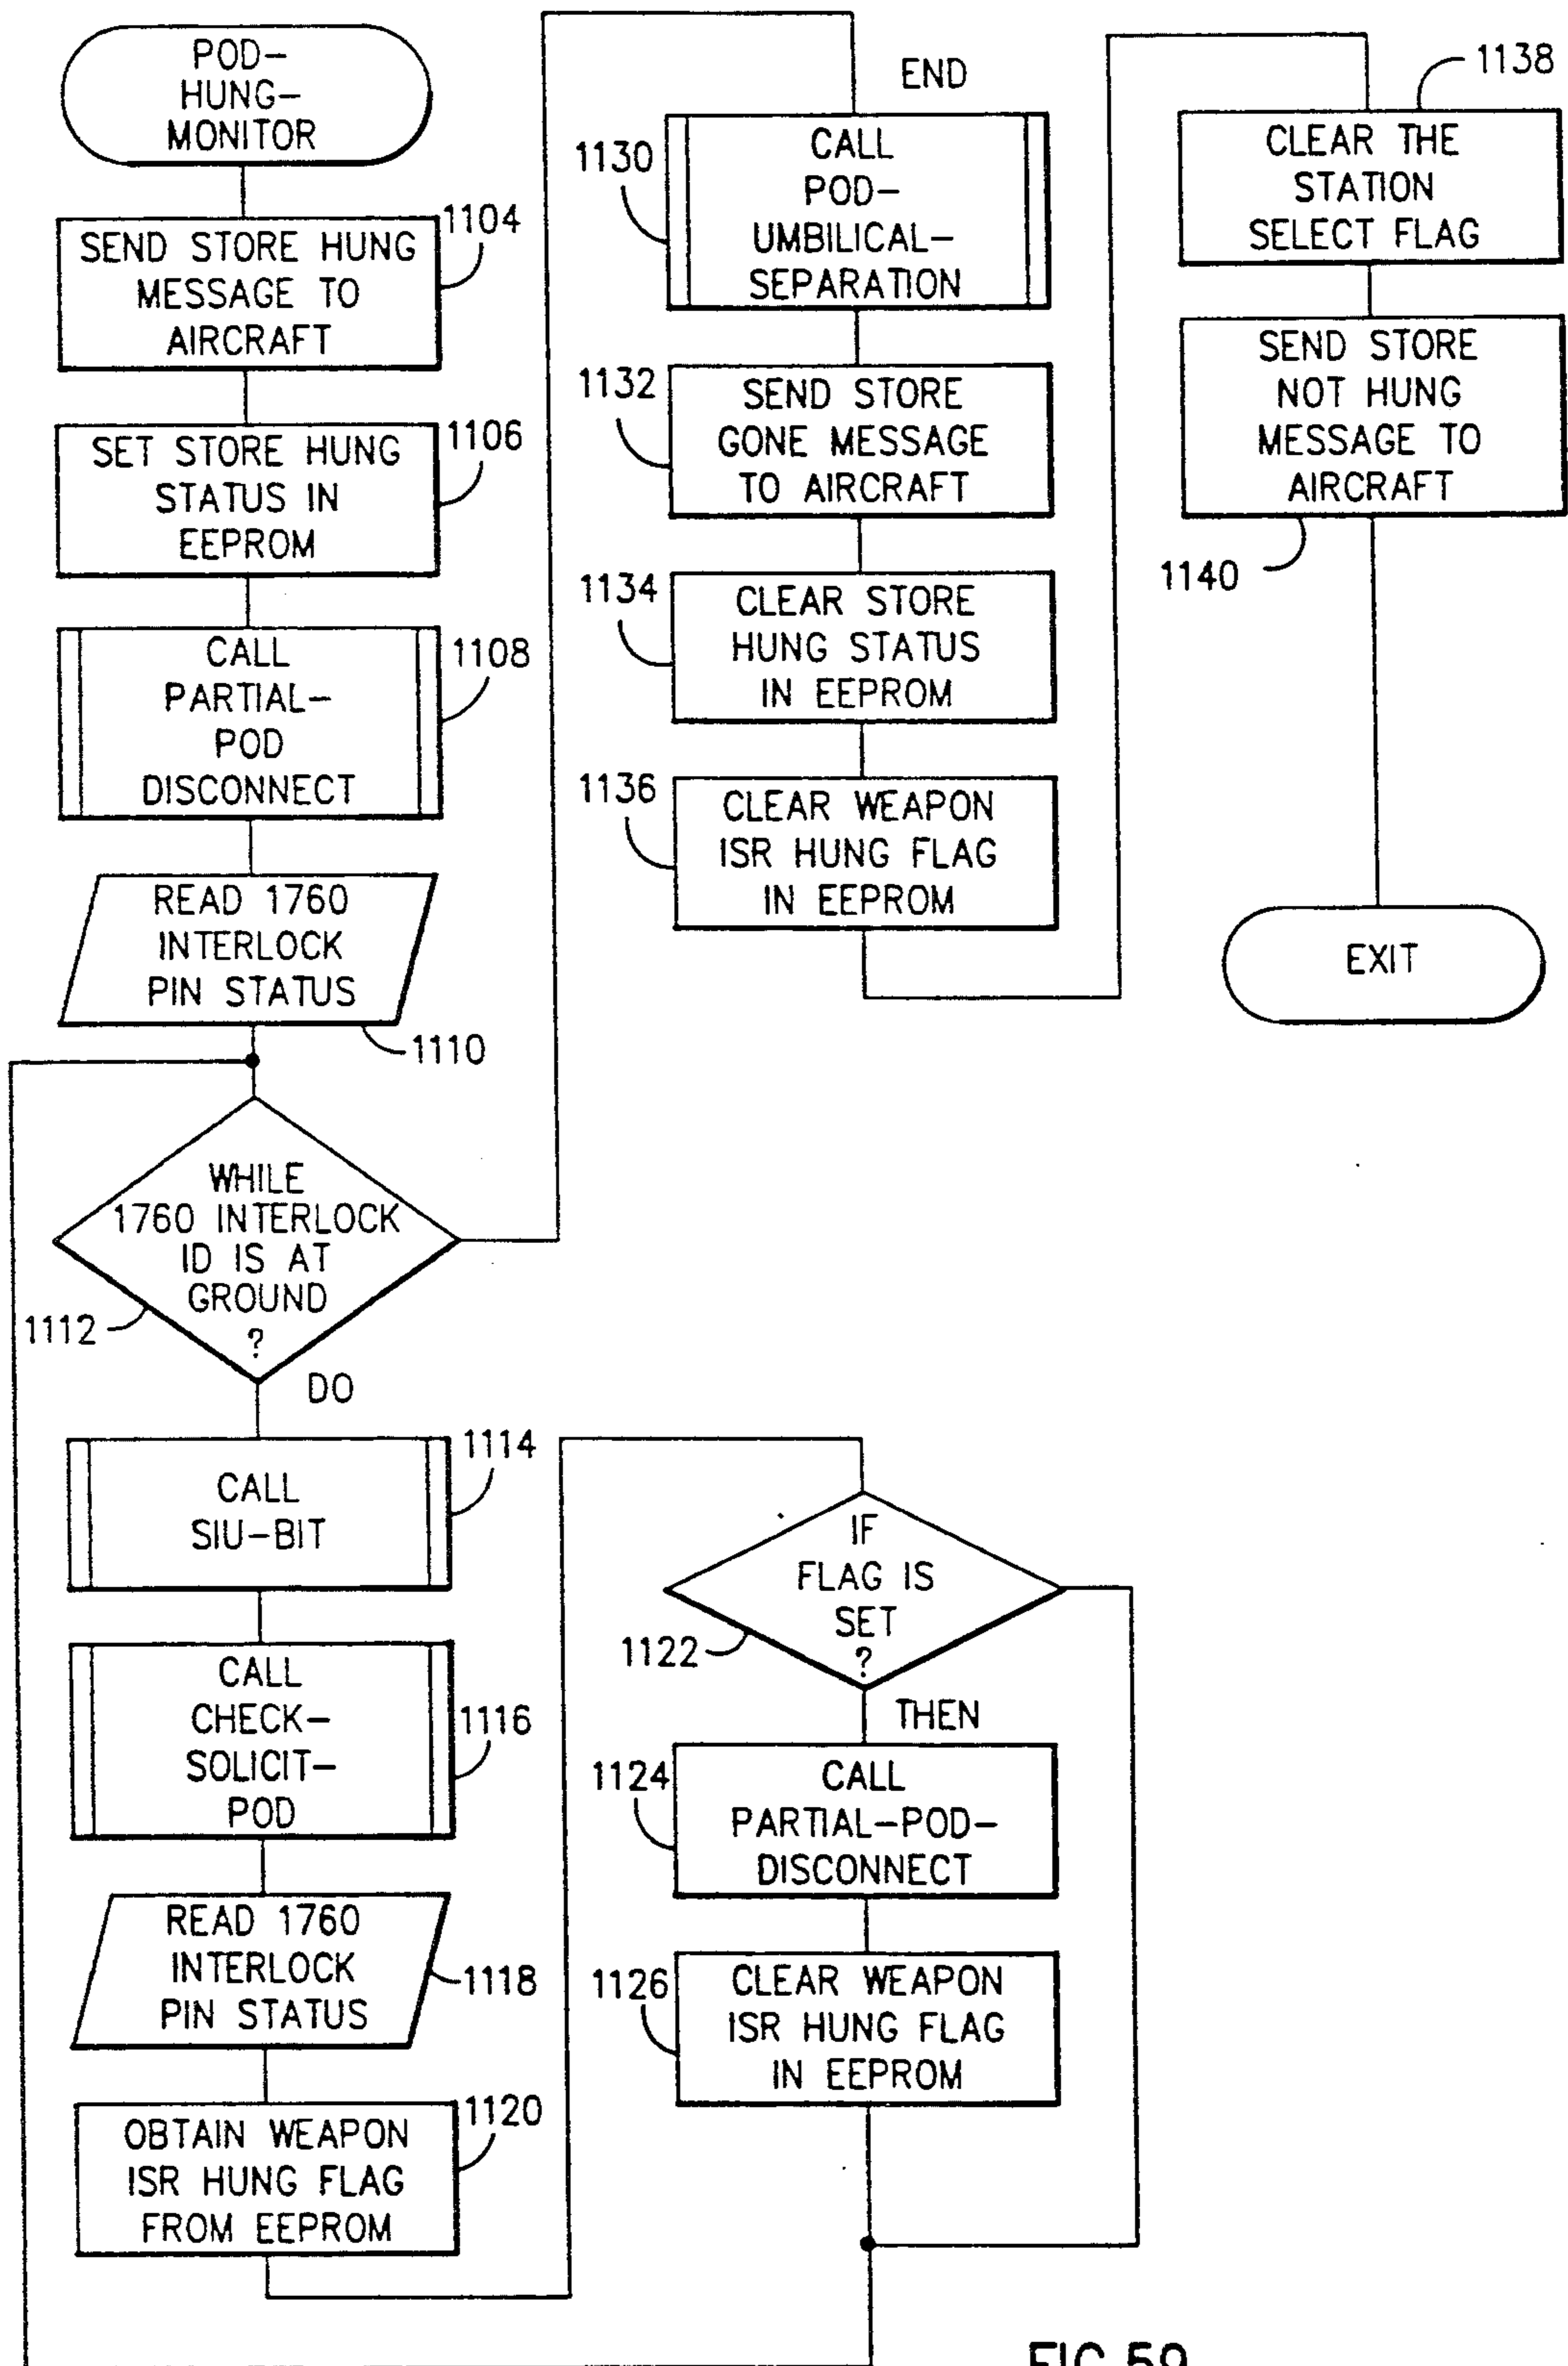 POD-
HUNG-
MONITOR
1104
SEND STORE HUNG
MESSAGE TO
AIRCRAFT
1106
SET STORE HUNG
STATUS IN
EEPROM
1108
CALL
PARTIAL-
POD
DISCONNECT
READ 1760
INTERLOCK
PIN STATUS
1110
WHILE
1760 INTERLOCK
ID IS AT
GROUND
?
1112
DO
1114
CALL
SIU-BIT
1116
CALL
CHECK-
SOLICIT-
POD
READ 1760
INTERLOCK
PIN STATUS
1118
1120
OBTAIN WEAPON
ISR HUNG FLAG
FROM EEPROM
IF
FLAG IS
SET
?
1122
THEN
1124
CALL
PARTIAL-POD-
DISCONNECT
1126
CLEAR WEAPON
ISR HUNG FLAG
IN EEPROM
END
1130
CALL
POD-
UMBILICAL-
SEPARATION
1132
SEND STORE
GONE MESSAGE
TO AIRCRAFT
1134
CLEAR STORE
HUNG STATUS
IN EEPROM
1136
CLEAR WEAPON
ISR HUNG FLAG
IN EEPROM
1138
CLEAR THE
STATION
SELECT FLAG
SEND STORE
NOT HUNG
MESSAGE TO
AIRCRAFT
1140
EXIT
FIG.59